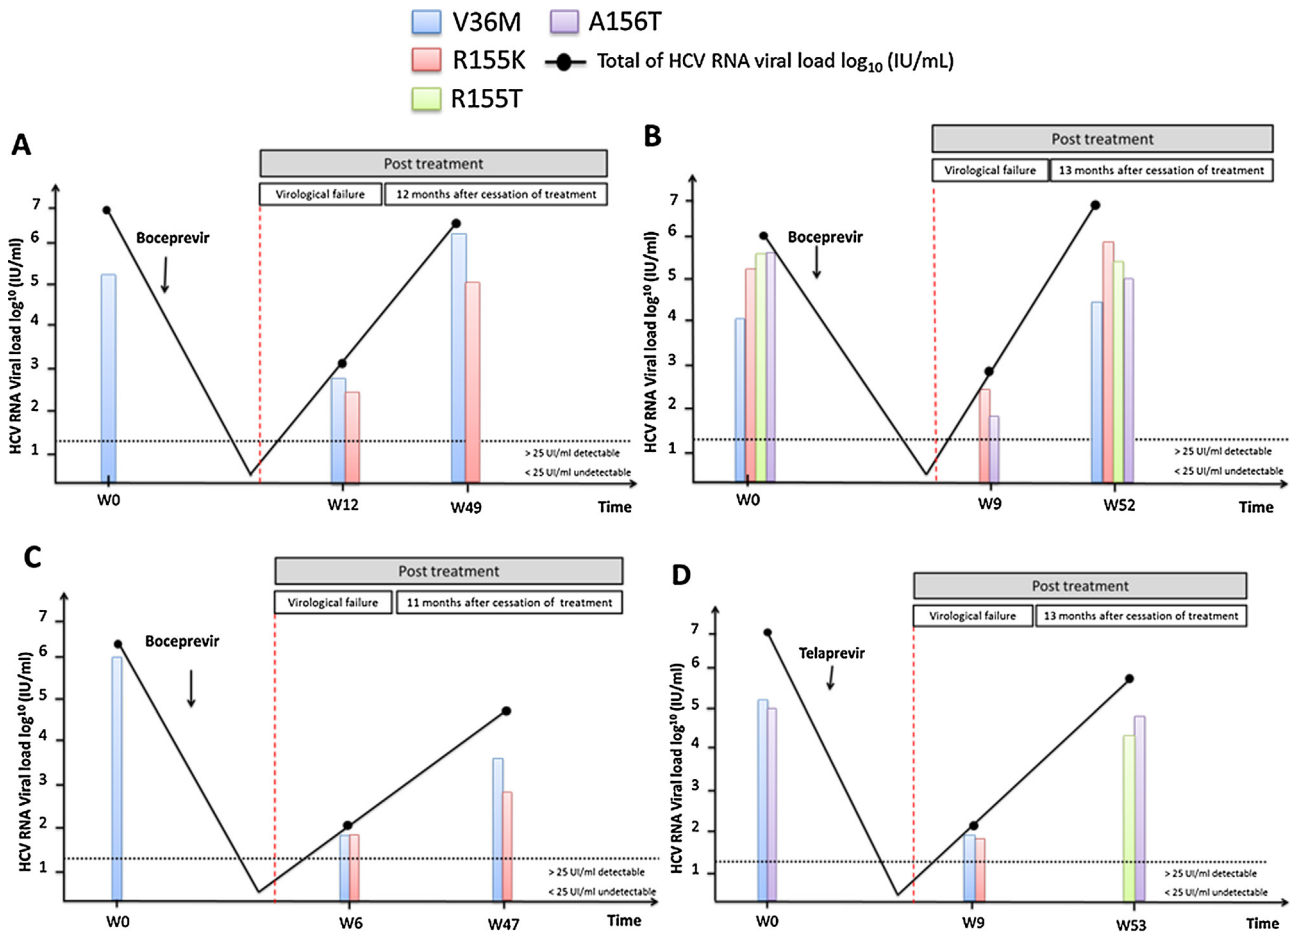 V36M
A156T
R155K
Total of HCV RNA viral load log10 (IU/mL)
R155T
A
Post treatment
Virological failure
12 months after cessation of treatment
HCV RNA Viral load log10 (IU/ml)
7
6
5
4
3
2
1
Boceprevir
> 25 UI/ml detectable
< 25 UI/ml undetectable
W0
W12
W49
Time
B
Post treatment
Virological failure
13 months after cessation of treatment
HCV RNA Viral load log10 (IU/ml)
7
6
5
4
3
2
1
Boceprevir
> 25 UI/ml detectable
< 25 UI/ml undetectable
W0
W9
W52
Time
C
Post treatment
Virological failure
11 months after cessation of treatment
HCV RNA Viral load log10 (IU/ml)
7
6
5
4
3
2
1
Boceprevir
> 25 UI/ml detectable
< 25 UI/ml undetectable
W0
W6
W47
Time
D
Post treatment
Virological failure
13 months after cessation of treatment
HCV RNA Viral load log10 (IU/ml)
7
6
5
4
3
2
1
Telaprevir
> 25 UI/ml detectable
< 25 UI/ml undetectable
W0
W9
W53
Time